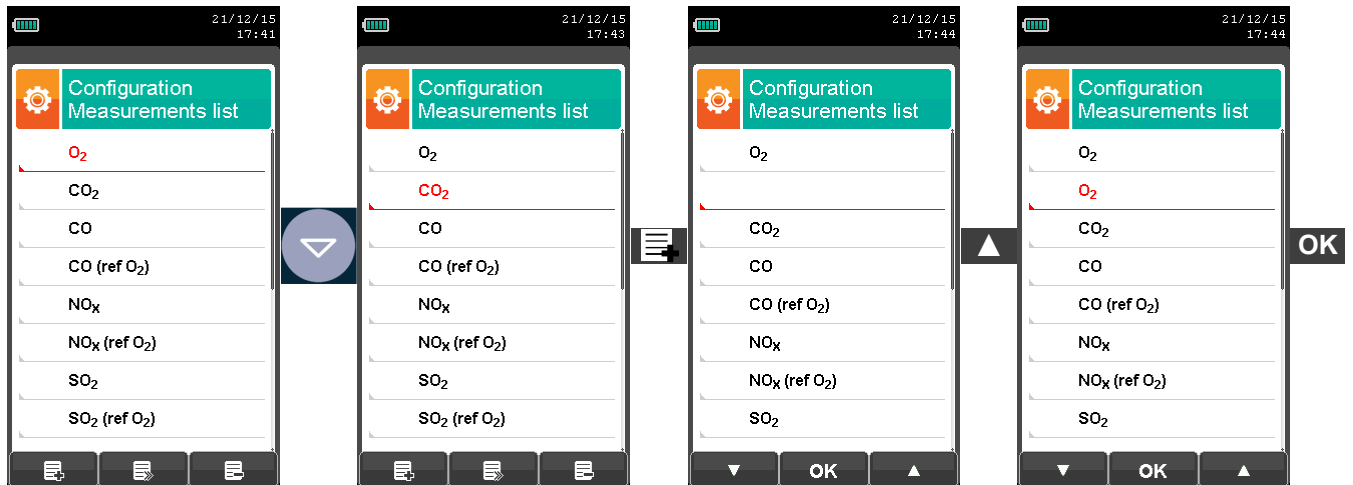 21/12/15
17:41
Configuration
Measurements list
O₂
CO₂
CO
CO (ref O₂)
NOX
NOX (ref O₂)
SO₂
SO₂ (ref O₂)
21/12/15
17:43
Configuration
Measurements list
O₂
CO₂
CO
CO (ref O₂)
NOX
NOX (ref O₂)
SO₂
SO₂ (ref O₂)
21/12/15
17:44
Configuration
Measurements list
O₂
CO₂
CO
CO (ref O₂)
NOX
NOX (ref O₂)
SO₂
OK
21/12/15
17:44
Configuration
Measurements list
O₂
O₂
CO₂
CO
CO (ref O₂)
NOX
NOX (ref O₂)
SO₂
OK
OK